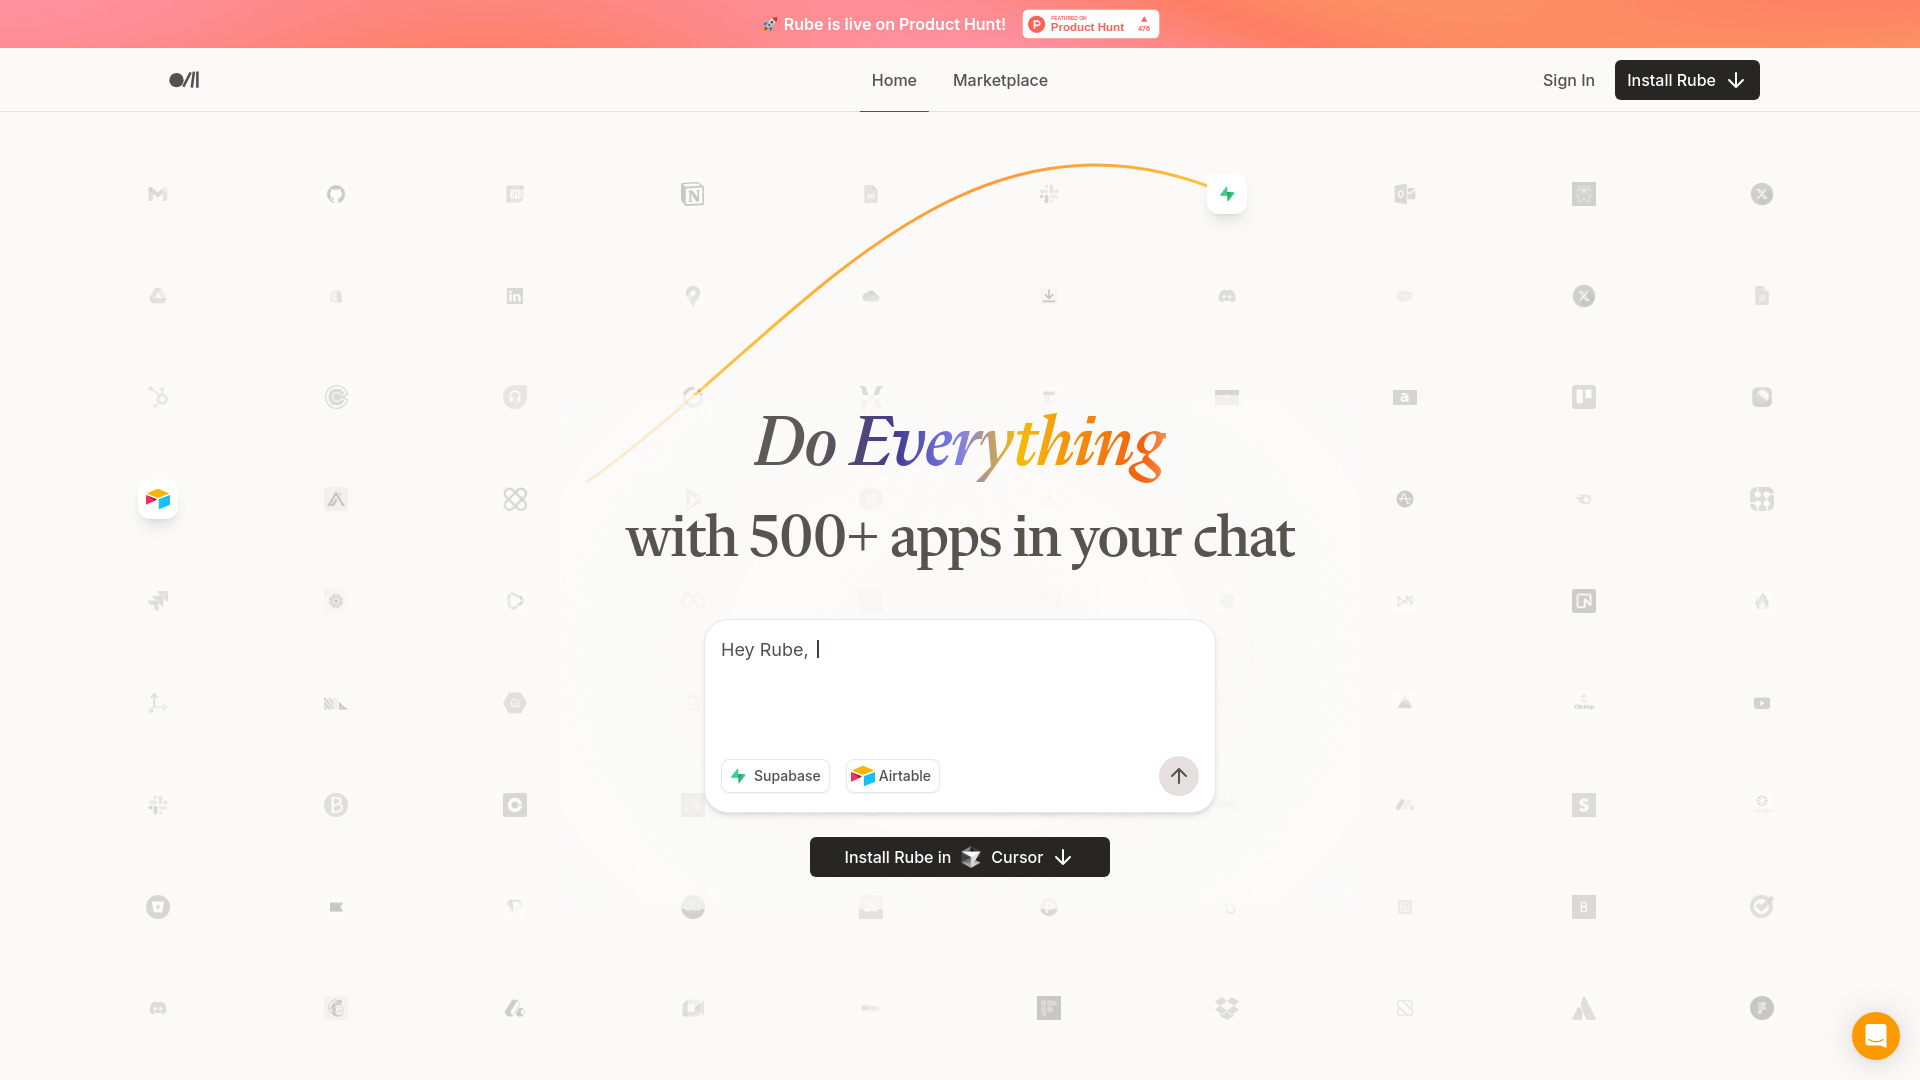 🚀 Rube is live on Product Hunt!
FEATURED ON
Product Hunt
476
Home
Marketplace
Sign In
Install Rube
Do Everything
with 500+ apps in your chat
Hey Rube,
Supabase
Airtable
Install Rube in Cursor